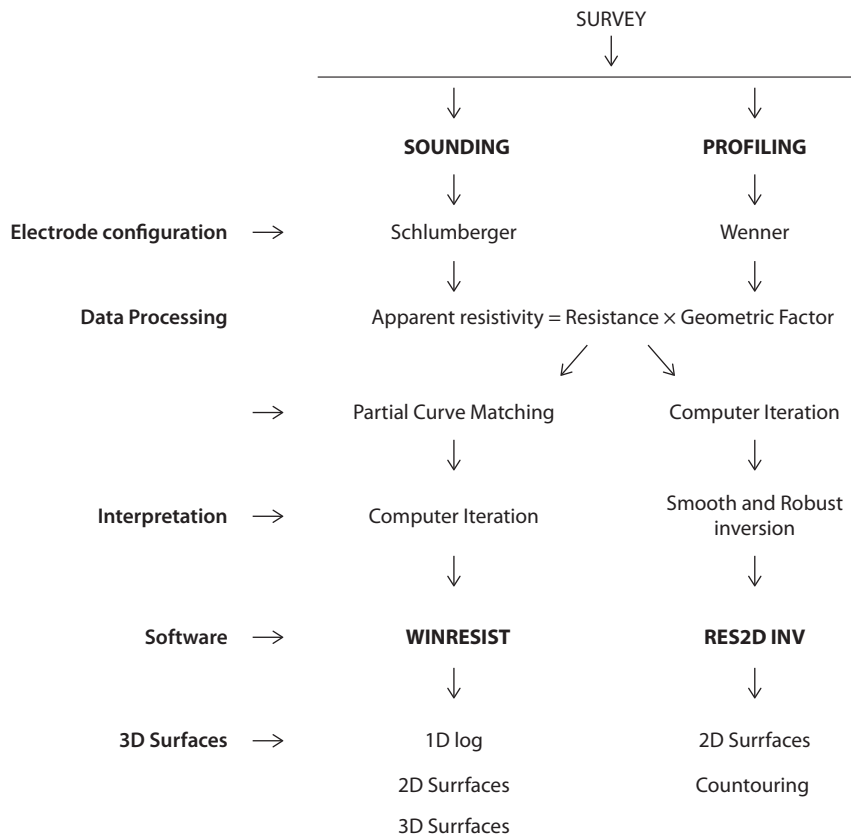 SURVEY
SOUNDING PROFILING
Electrode configuration Schlumberger Wenner
Data Processing Apparent resistivity = Resistance × Geometric Factor
Partial Curve Matching Computer Iteration
Interpretation Computer Iteration Smooth and Robust
inversion
Software WINRESIST RES2D INV
3D Surfaces 1D log 2D Surrfaces
2D Surrfaces Countouring
3D Surrfaces